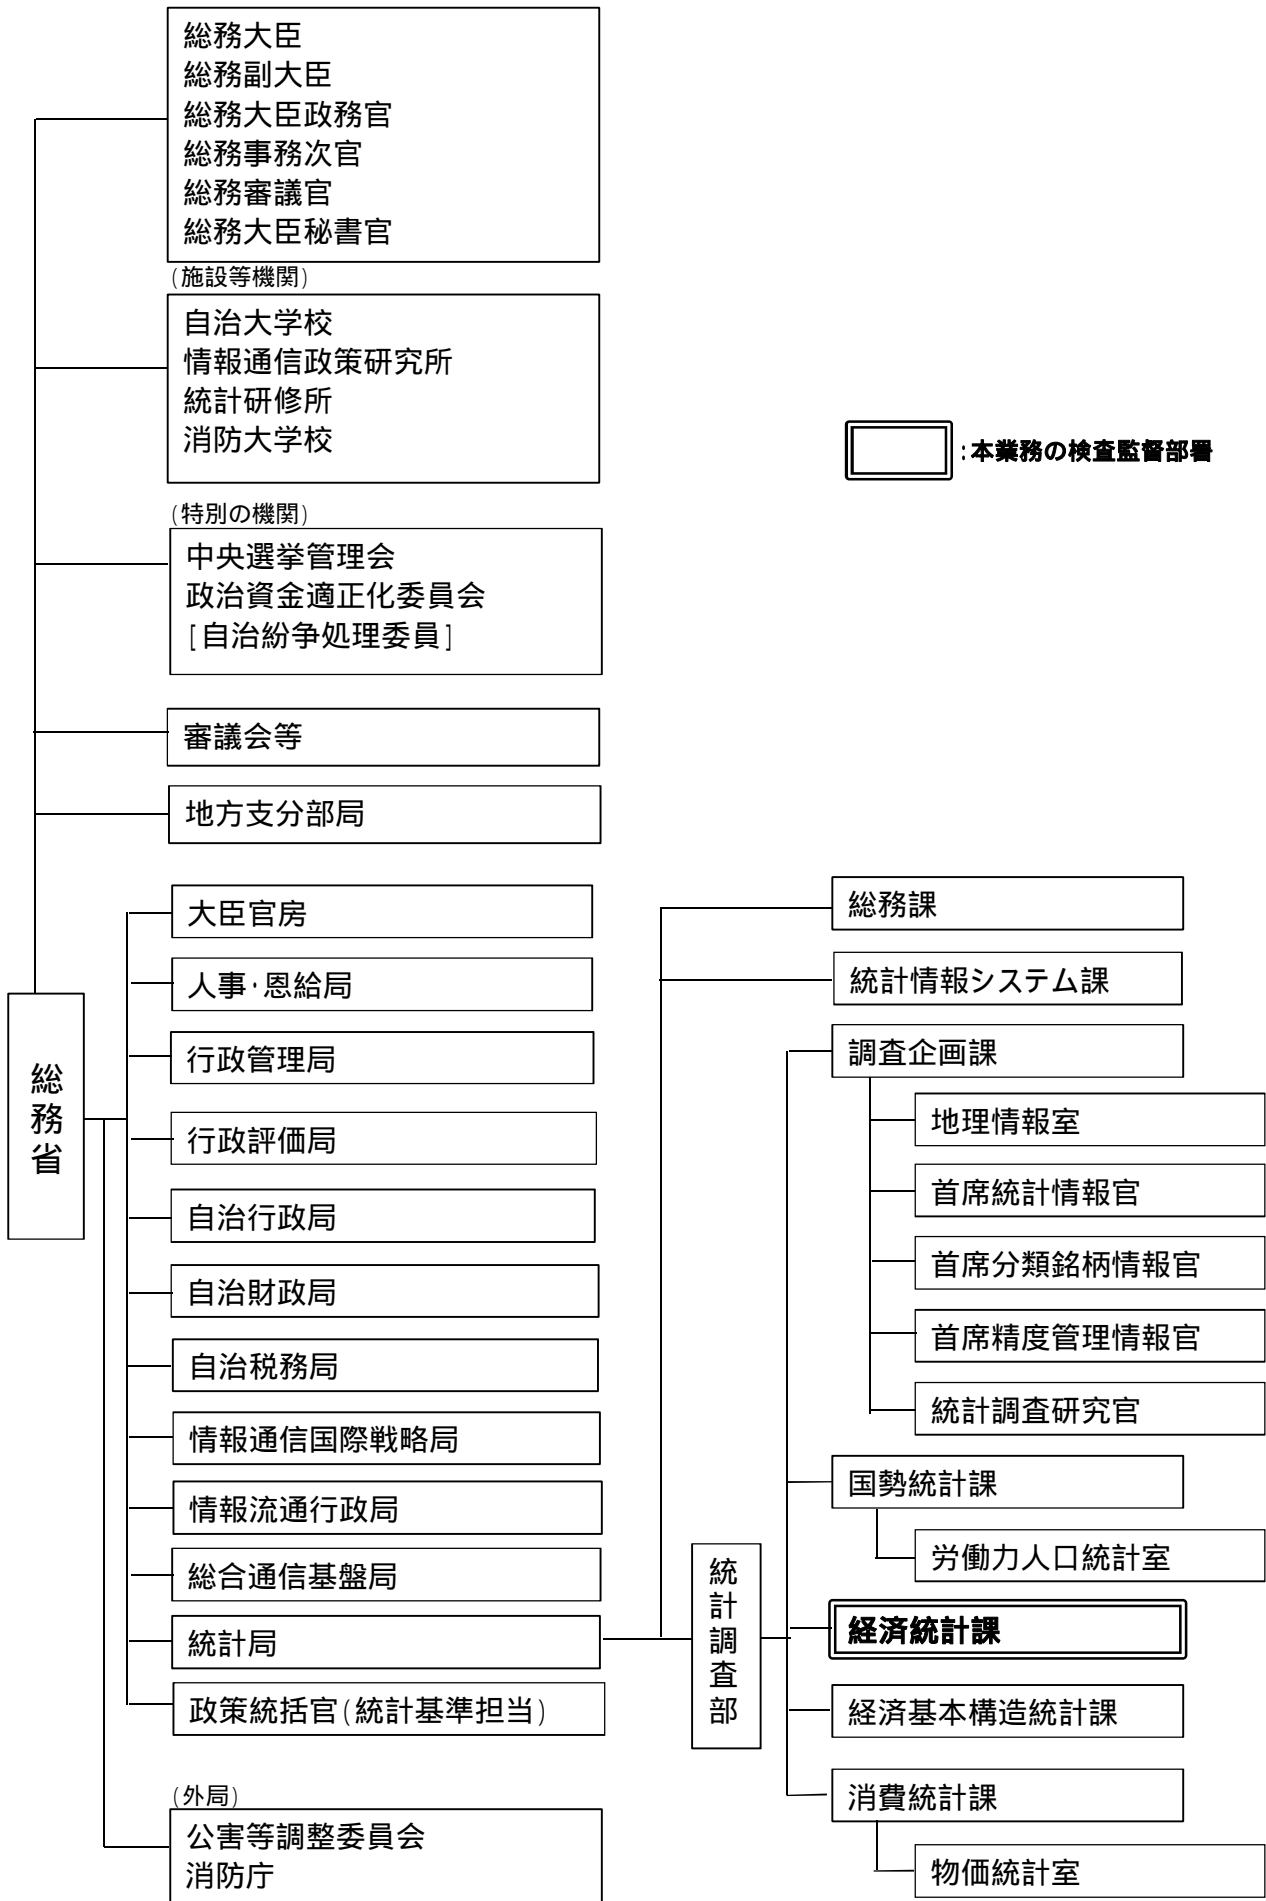 総務大臣
総務副大臣
総務大臣政務官
総務事務次官
総務審議官
総務大臣秘書官
(施設等機関)
自治大学校
情報通信政策研究所
統計研修所
消防大学校
:本業務の検査監督部署
(特別の機関)
中央選挙管理会
政治資金適正化委員会
[自治紛争処理委員]
審議会等
地方支分部局
総務省
大臣官房
人事・恩給局
行政管理局
行政評価局
自治行政局
自治財政局
自治税務局
情報通信国際戦略局
情報流通行政局
総合通信基盤局
統計局
政策統括官(統計基準担当)
(外局)
公害等調整委員会
消防庁
統計調査部
総務課
統計情報システム課
調査企画課
地理情報室
首席統計情報官
首席分類銘柄情報官
首席精度管理情報官
統計調査研究官
国勢統計課
労働力人口統計室
経済統計課
経済基本構造統計課
消費統計課
物価統計室